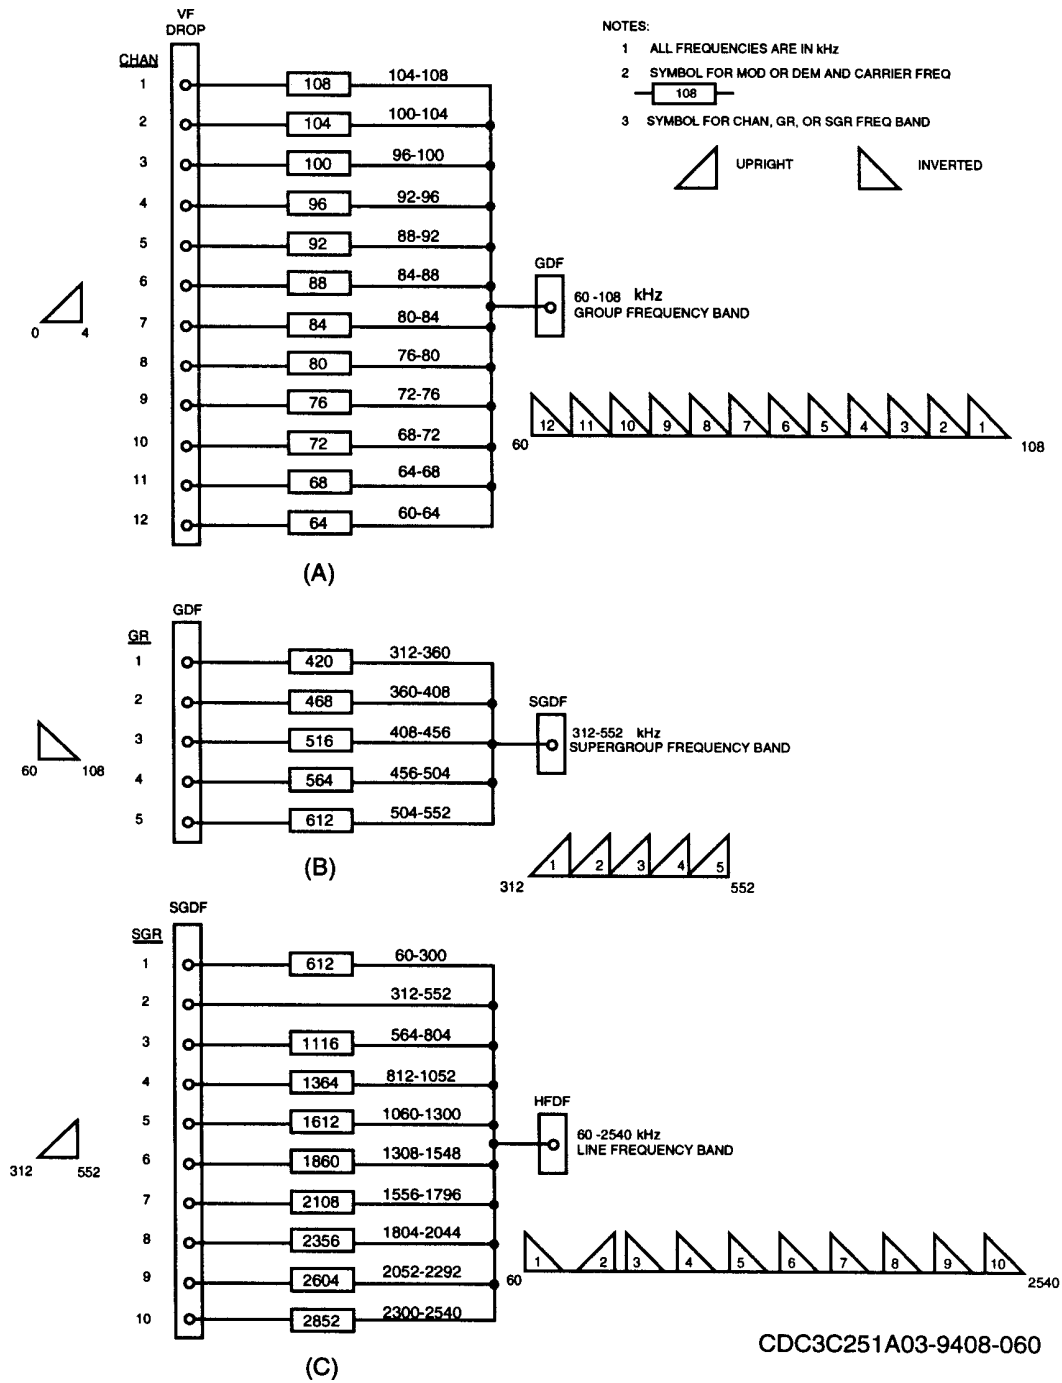 VF
DROP
CHAN
1 108 104-108
2 104 100-104
3 100 96-100
4 96 92-96
5 92 88-92
6 88 84-88
7 84 80-84
8 80 76-80
9 76 72-76
10 72 68-72
11 68 64-68
12 64 60-64
0 4
NOTES:
1 ALL FREQUENCIES ARE IN kHz
2 SYMBOL FOR MOD OR DEM AND CARRIER FREQ
108
3 SYMBOL FOR CHAN, GR, OR SGR FREQ BAND
UPRIGHT INVERTED
GDF
60 -108 kHz
GROUP FREQUENCY BAND
12 11 10 9 8 7 6 5 4 3 2 1
60 108
(A)
GDF
GR
1 420 312-360
2 468 360-408
3 516 408-456
4 564 456-504
5 612 504-552
60 108
SGDF
312-552 kHz
SUPERGROUP FREQUENCY BAND
1 2 3 4 5
312 552
(B)
SGDF
SGR
1 612 60-300
2 312-552
3 1116 564-804
4 1364 812-1052
5 1612 1060-1300
6 1860 1308-1548
7 2108 1556-1796
8 2356 1804-2044
9 2604 2052-2292
10 2852 2300-2540
312 552
HFDF
60 -2540 kHz
LINE FREQUENCY BAND
1 2 3 4 5 6 7 8 9 10
60 2540
(C)
CDC3C251A03-9408-060